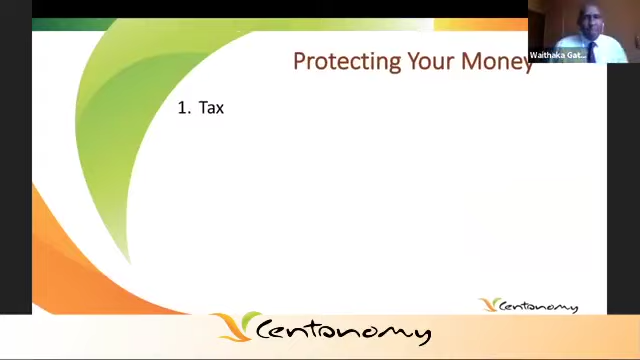 Protecting Your Money
Waithaka Gat...
1. Tax
Centonomy
Centonomy